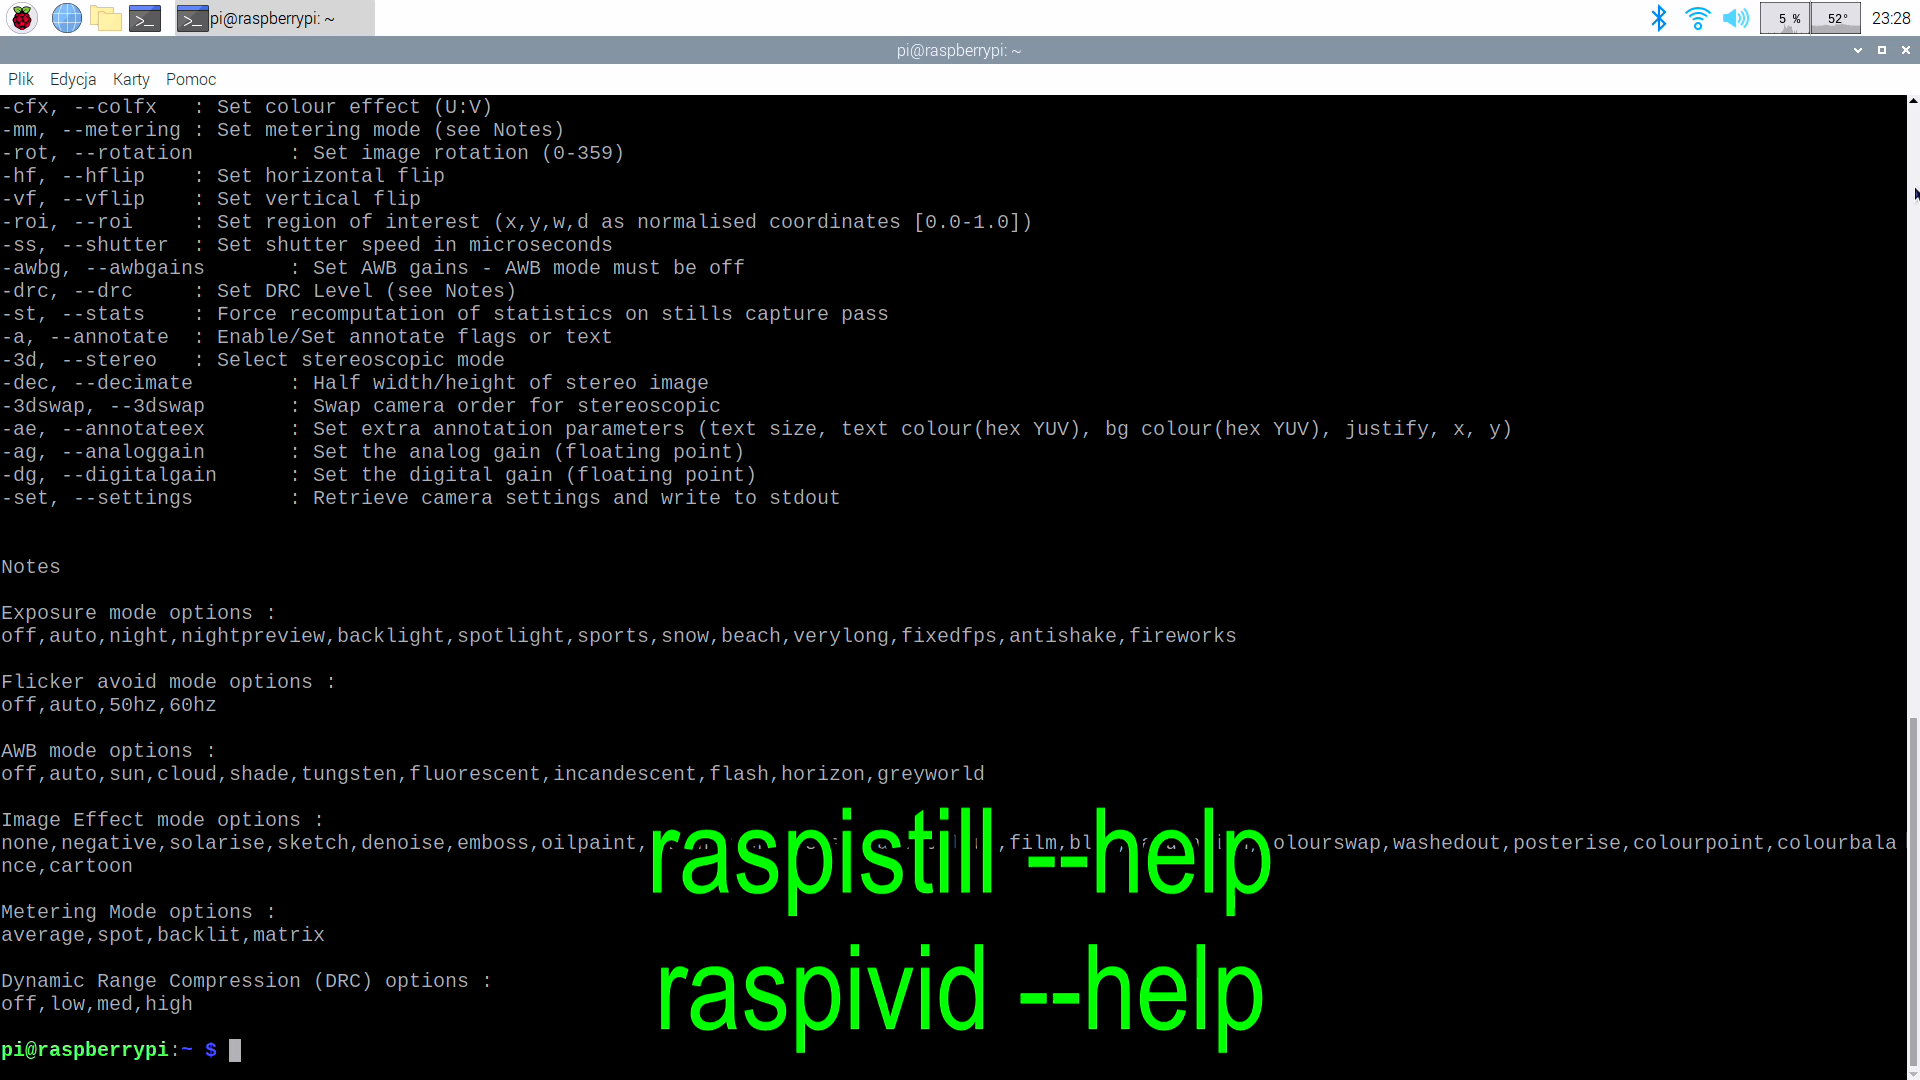 pi@raspberrypi: ~
5 %
52°
23:28
pi@raspberrypi: ~
Plik Edycja Karty Pomoc
-cfx, --colfx : Set colour effect (U:V)
-mm, --metering : Set metering mode (see Notes)
-rot, --rotation : Set image rotation (0-359)
-hf, --hflip : Set horizontal flip
-vf, --vflip : Set vertical flip
-roi, --roi : Set region of interest (x,y,w,d as normalised coordinates [0.0-1.0])
-ss, --shutter : Set shutter speed in microseconds
-awbg, --awbgains : Set AWB gains - AWB mode must be off
-drc, --drc : Set DRC Level (see Notes)
-st, --stats : Force recomputation of statistics on stills capture pass
-a, --annotate : Enable/Set annotate flags or text
-3d, --stereo : Select stereoscopic mode
-dec, --decimate : Half width/height of stereo image
-3dswap, --3dswap : Swap camera order for stereoscopic
-ae, --annotateex : Set extra annotation parameters (text size, text colour(hex YUV), bg colour(hex YUV), justify, x, y)
-ag, --analoggain : Set the analog gain (floating point)
-dg, --digitalgain : Set the digital gain (floating point)
-set, --settings : Retrieve camera settings and write to stdout
Notes
Exposure mode options :
off,auto,night,nightpreview,backlight,spotlight,sports,snow,beach,verylong,fixedfps,antishake,fireworks
Flicker avoid mode options :
off,auto,50hz,60hz
AWB mode options :
off,auto,sun,cloud,shade,tungsten,fluorescent,incandescent,flash,horizon,greyworld
Image Effect mode options :
none,negative,solarise,sketch,denoise,emboss,oilpaint, ,film, olourswap,washedout,posterise,colourpoint,colourbala
nce,cartoon
Metering Mode options :
average,spot,backlit,matrix
Dynamic Range Compression (DRC) options :
off,low,med,high
pi@raspberrypi:~ $
raspistill --help
raspivid --help